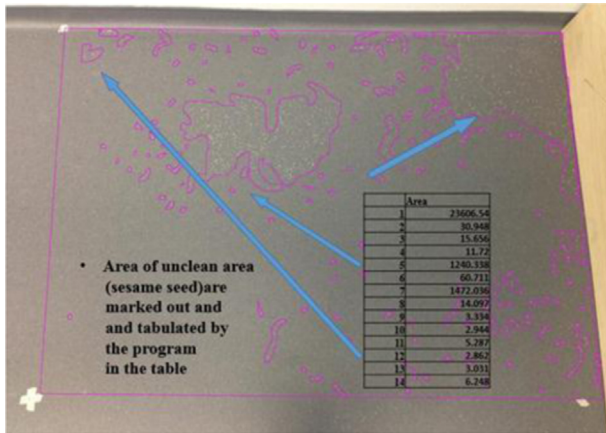 Area
1 23606.54
2 30.948
3 15.656
4 11.72
5 1240.338
6 60.711
7 1472.036
8 14.097
9 3.334
10 2.944
11 5.287
12 2.862
13 3.031
14 6.248
• Area of unclean area
(sesame seed)are
marked out and
and tabulated by
the program
in the table